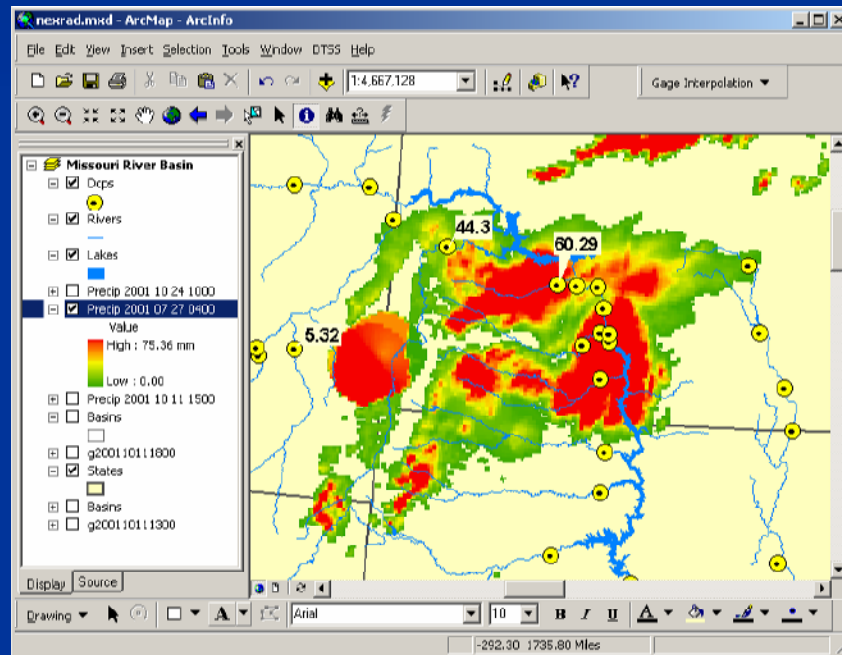 nexrad.mxd - ArcMap - ArcInfo
File Edit View Insert Selection Tools Window DTSS Help
1:4,667,128
Gage Interpolation
Missouri River Basin
Dcps
Rivers
Lakes
Precip 2001 10 24 1000
Precip 2001 07 27 0400
Value
High : 75.36 mm
Low : 0.00
Precip 2001 10 11 1500
Basins
g200110111800
States
Basins
g200110111300
44.3
60.29
5.32
Display Source
Drawing A Arial 10 B I U A
-292.30 1735.80 Miles